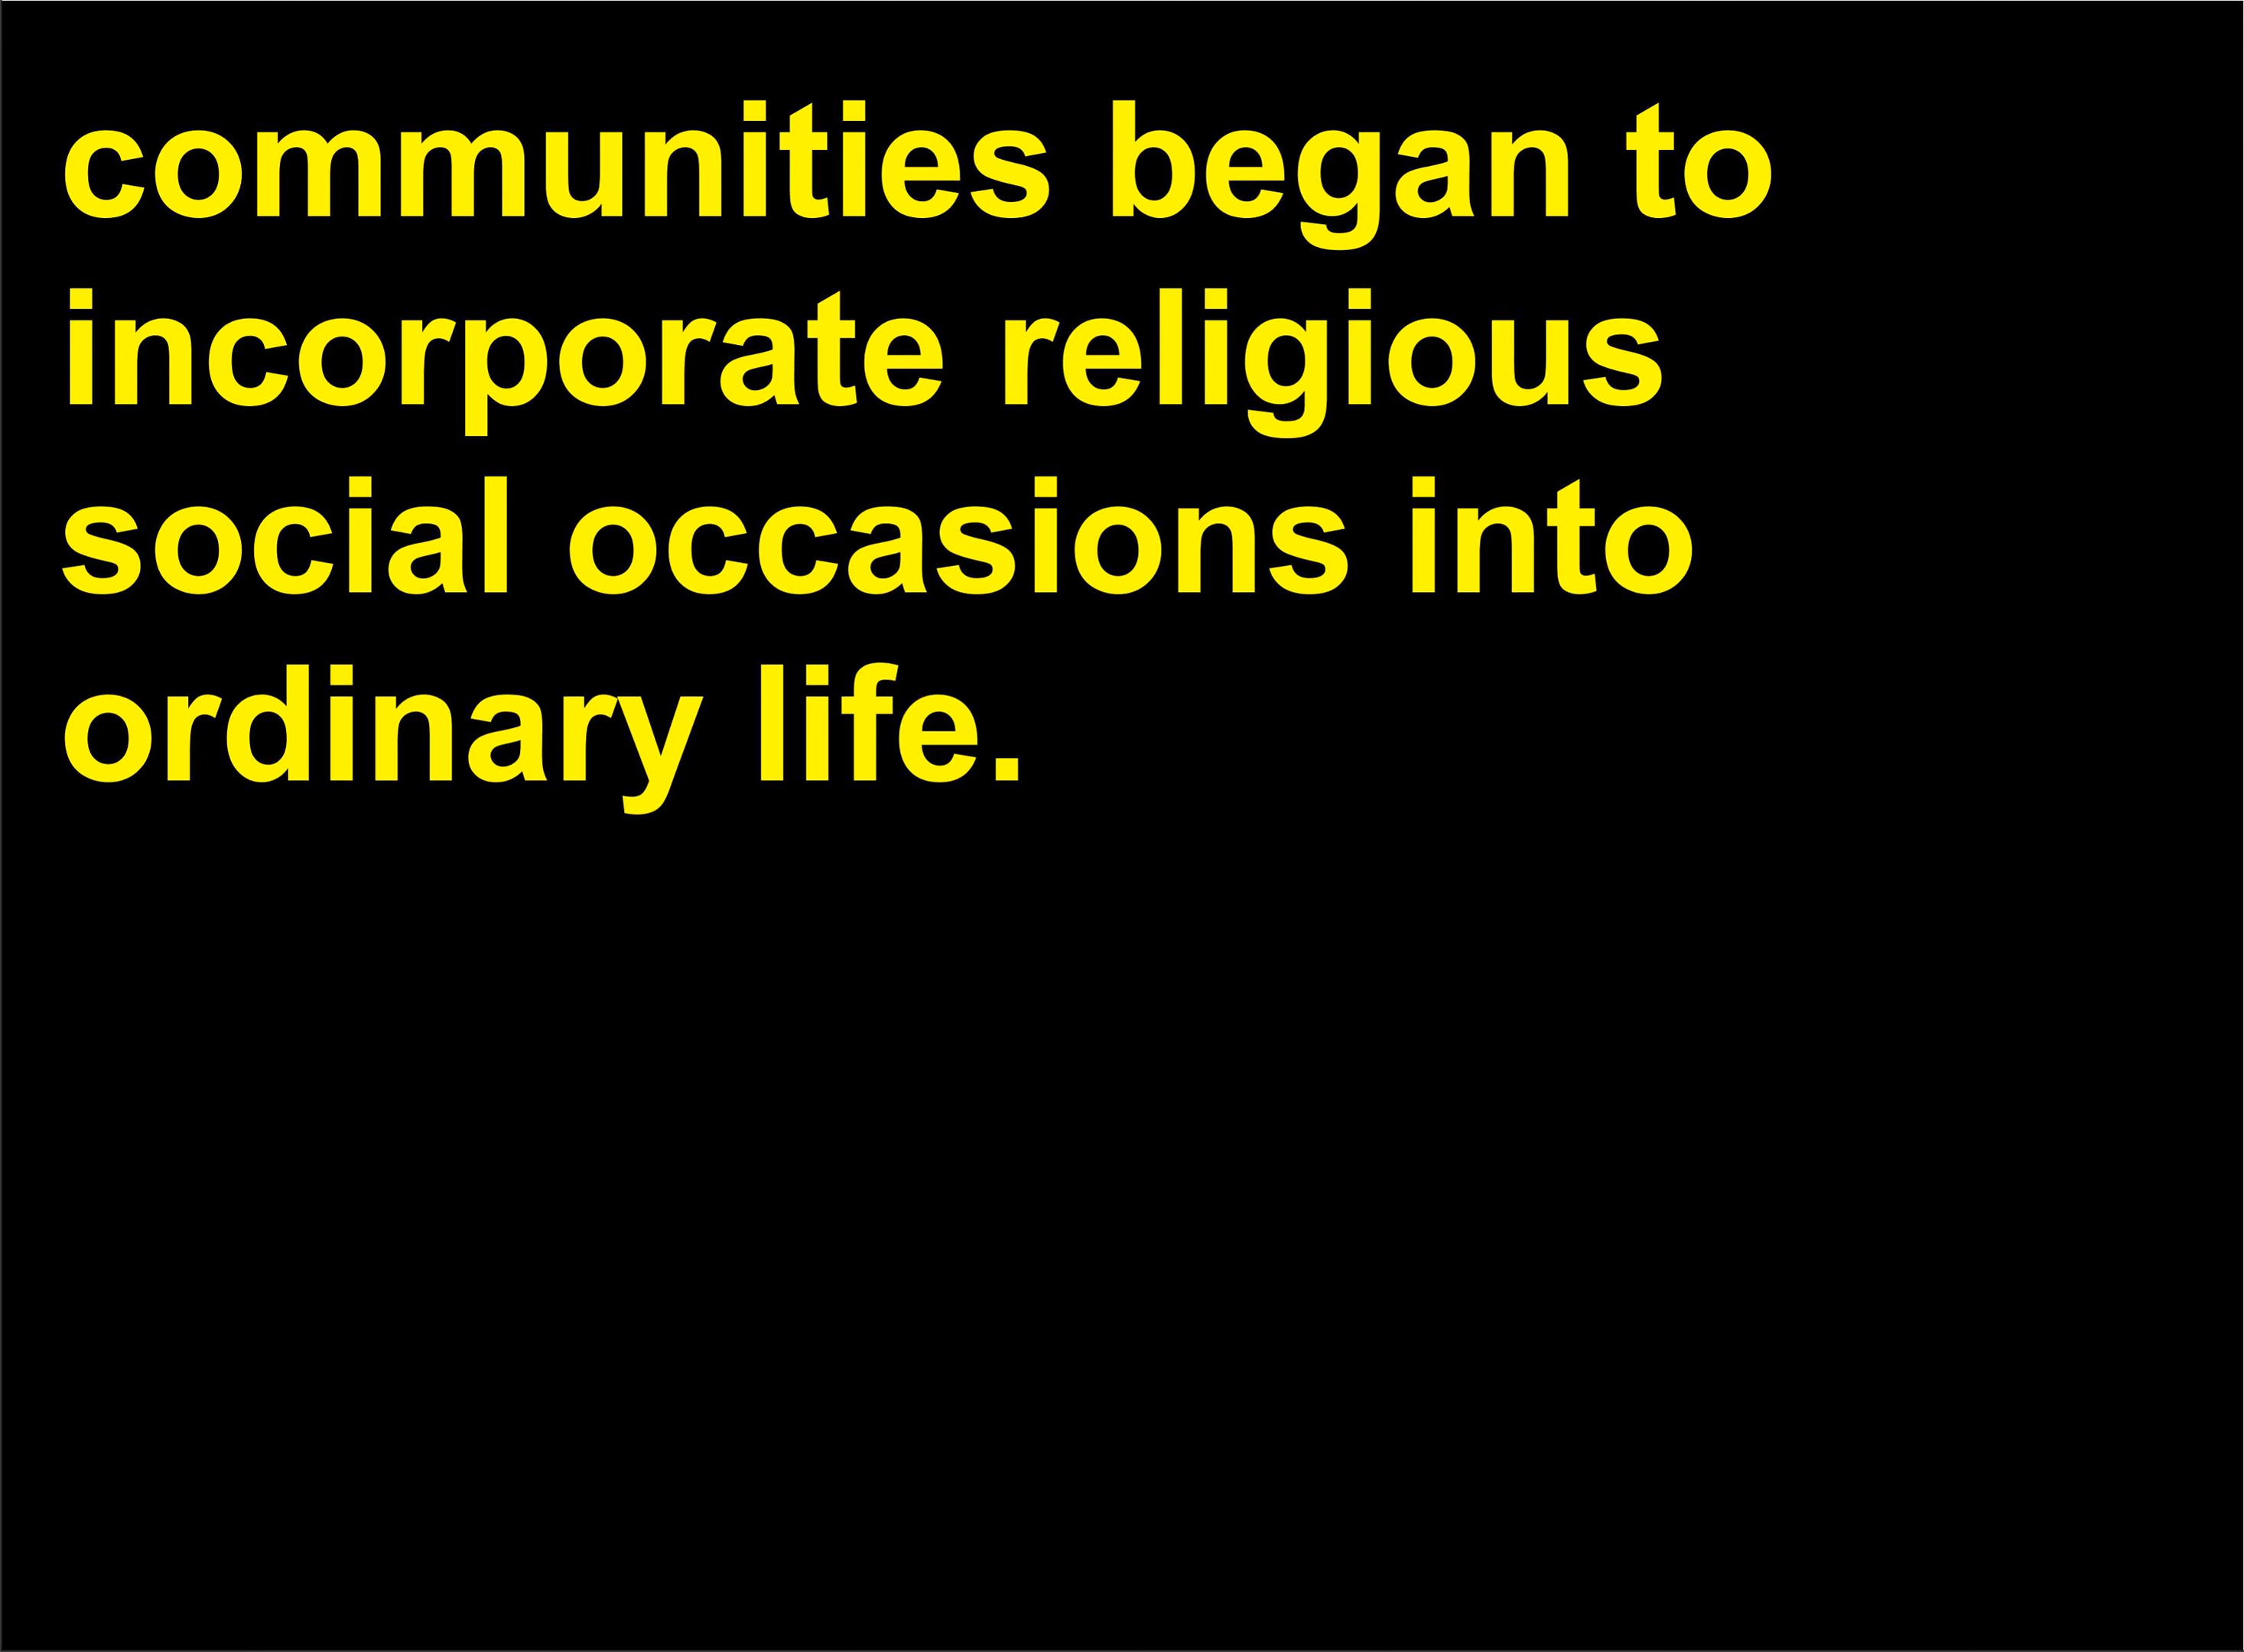 communities began to
incorporate religious
social occasions into
ordinary life.